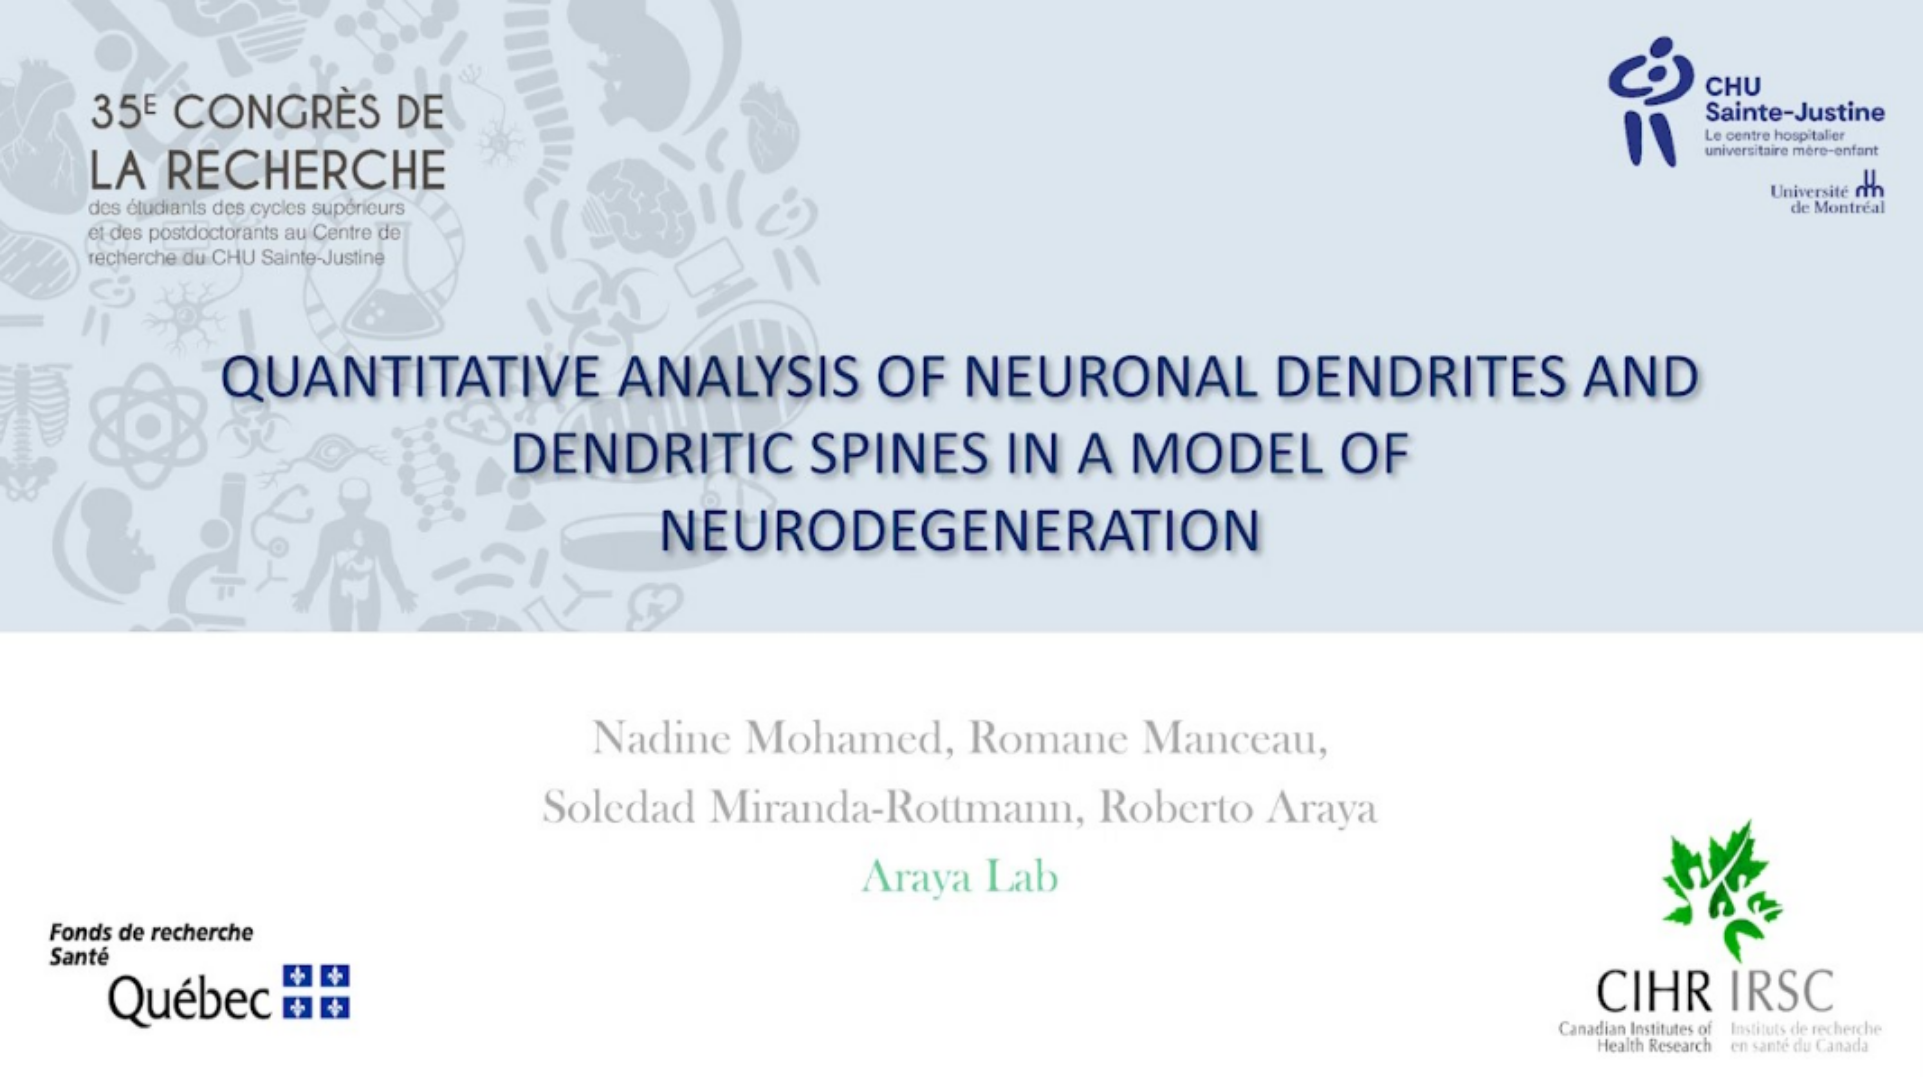 35E CONGRÈS DE
LA RECHERCHE
des étudiants des cycles supérieurs
et des postdoctorants au Centre de
recherche du CHU Sainte-Justine
CHU
Sainte-Justine
Le centre hospitalier
universitaire mère-enfant
Université
de Montréal
QUANTITATIVE ANALYSIS OF NEURONAL DENDRITES AND
DENDRITIC SPINES IN A MODEL OF
NEURODEGENERATION
Nadine Mohamed, Romane Manceau,
Soledad Miranda-Rottmann, Roberto Araya
Araya Lab
Fonds de recherche
Santé
Québec
CIHR IRSC
Canadian Institutes of Instituts de recherche
Health Research en santé du Canada